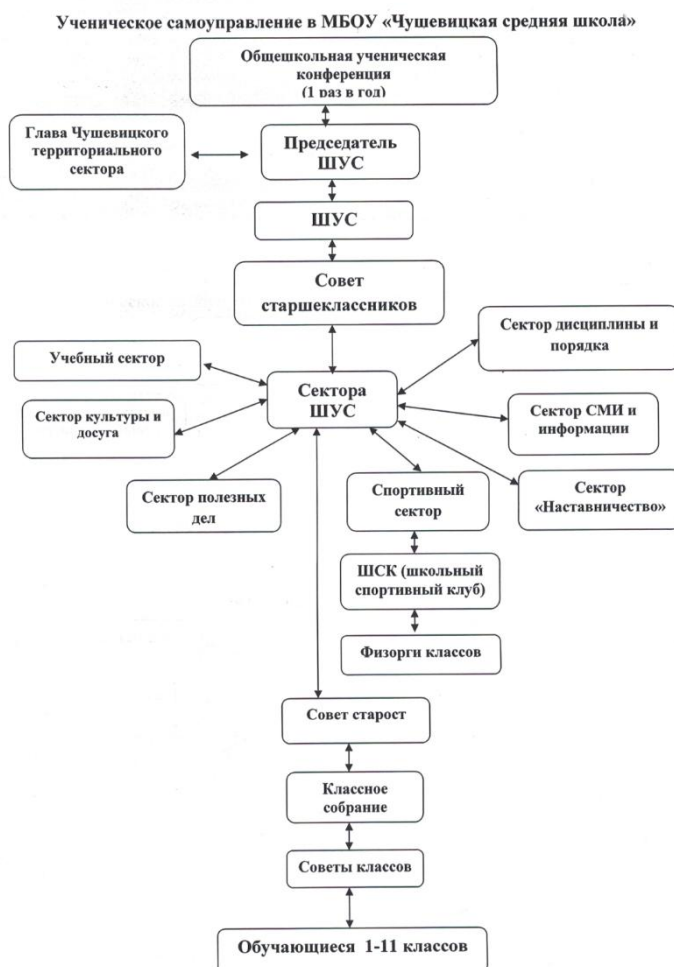 Ученическое самоуправление в МБОУ «Чушевицкая средняя школа»
Общешкольная ученическая
конференция
(1 раз в год)
Глава Чушевицкого
территориального
сектора
Председатель
ШУС
ШУС
Совет
старшеклассников
Сектор дисциплины и
порядка
Учебный сектор
Сектора
ШУС
Сектор культуры и
досуга
Сектор СМИ и
информации
Сектор полезных
дел
Спортивный
сектор
Сектор
«Наставничество»
ШСК (школьный
спортивный клуб)
Физорги классов
Совет старост
Классное
собрание
Советы классов
Обучающиеся 1-11 классов